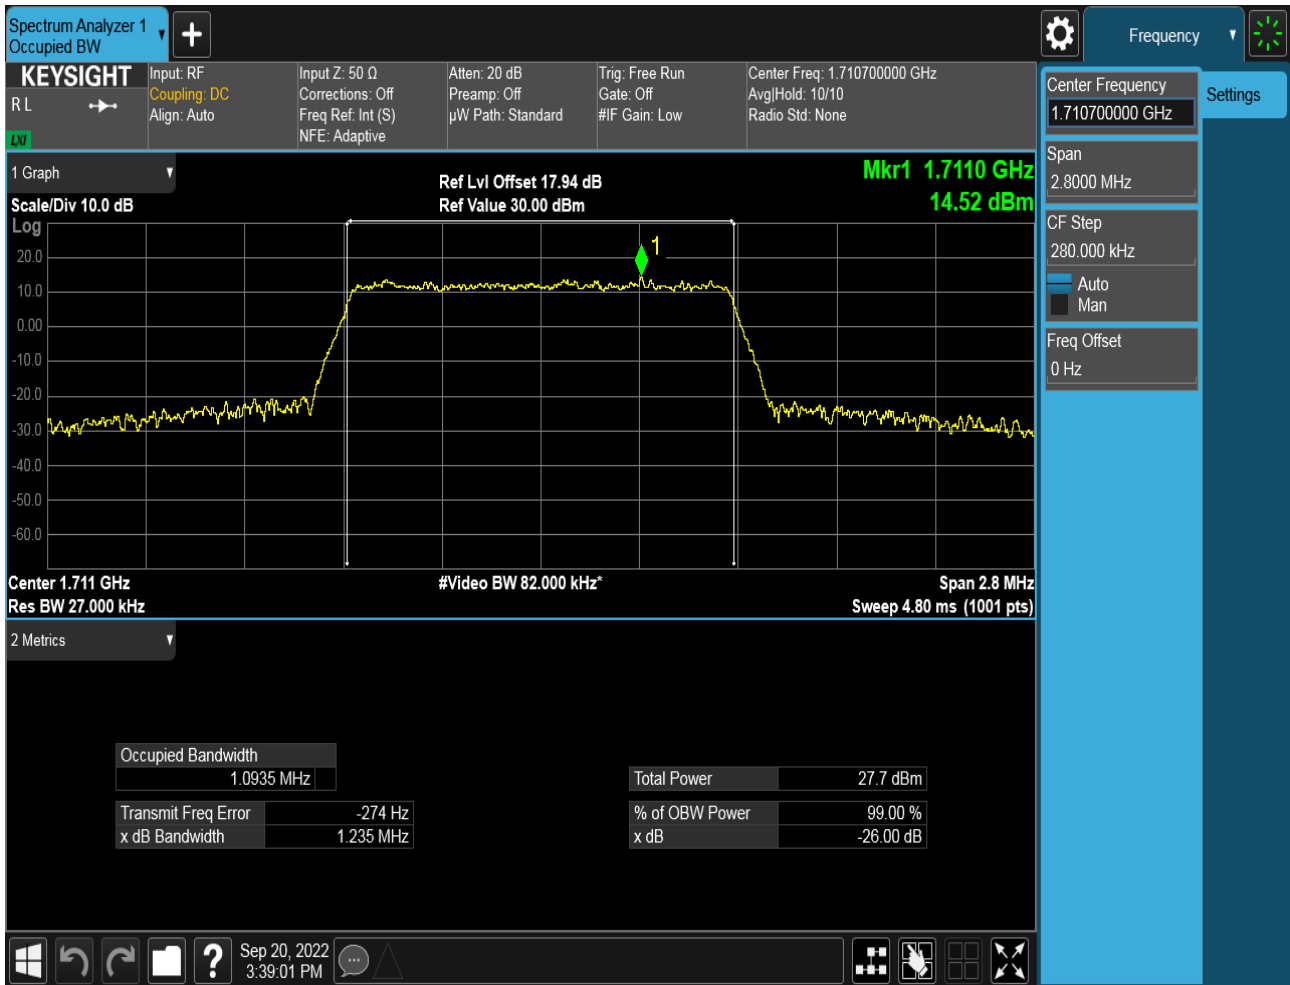 Spectrum Analyzer 1
Occupied BW
Frequency
KEYSIGHT
R L
LXI
Input: RF
Coupling: DC
Align: Auto
Input Z: 50 Ω
Corrections: Off
Freq Ref: Int (S)
NFE: Adaptive
Atten: 20 dB
Preamp: Off
µW Path: Standard
Trig: Free Run
Gate: Off
#IF Gain: Low
Center Freq: 1.710700000 GHz
Avg|Hold: 10/10
Radio Std: None
Center Frequency
1.710700000 GHz
Settings
Span
2.8000 MHz
CF Step
280.000 kHz
Auto
Man
Freq Offset
0 Hz
1 Graph
Scale/Div 10.0 dB
Ref Lvl Offset 17.94 dB
Ref Value 30.00 dBm
Mkr1 1.7110 GHz
14.52 dBm
Log
1
20.0
10.0
0.00
-10.0
-20.0
-30.0
-40.0
-50.0
-60.0
Center 1.711 GHz
#Video BW 82.000 kHz*
Span 2.8 MHz
Res BW 27.000 kHz
Sweep 4.80 ms (1001 pts)
2 Metrics
Occupied Bandwidth
1.0935 MHz
Total Power 27.7 dBm
Transmit Freq Error -274 Hz
% of OBW Power 99.00 %
x dB Bandwidth 1.235 MHz
x dB -26.00 dB
?
Sep 20, 2022
3:39:01 PM